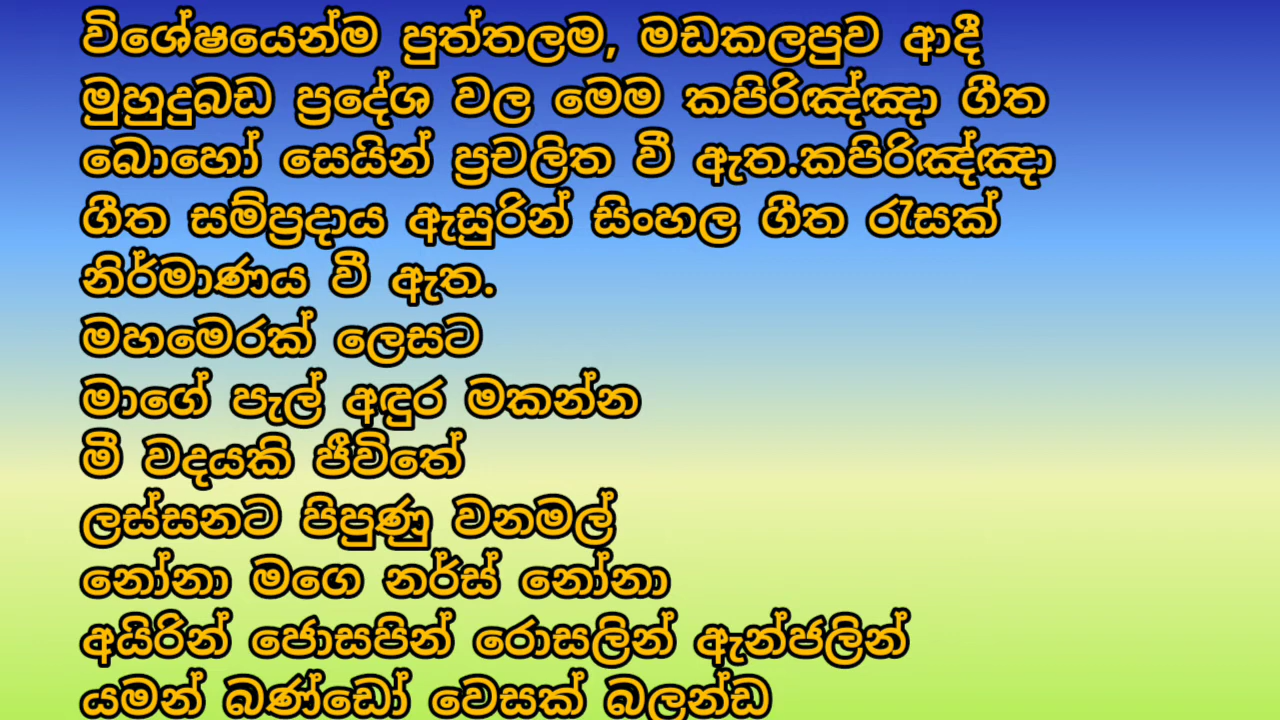 විශේෂයෙන්ම පුත්තලම, මඩකලපුව ආදී
මුහුදුබඩ ප්‍රදේශ වල මෙම කපිරිඤ්ඤා ගීත
බොහෝ සෙයින් ප්‍රචලිත වී ඇත.කපිරිඤ්ඤා
ගීත සම්ප්‍රදාය ඇසුරින් සිංහල ගීත රැසක්
නිර්මාණය වී ඇත.
මහමෙරක් ලෙසට
මාගේ පැල් අඳුර මකන්න
මී වදයකි ජීවිතේ
ලස්සනට පිපුණු වනමල්
නෝනා මගෙ නර්ස් නෝනා
අයිරින් ජොසපින් රොසලින් ඇන්ජලින්
යමන් බණ්ඩෝ වෙසක් බලන්ඩ